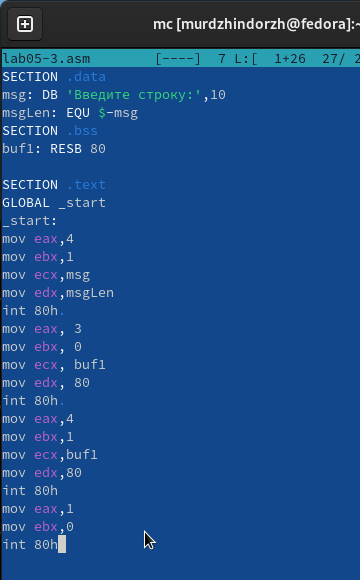 mc [murdzhindorzh@fedora]:~
lab05-3.asm [----] 7 L:[ 1+26 27/ 2
SECTION .data
msg: DB 'Введите строку:',10
msgLen: EQU $-msg
SECTION .bss
buf1: RESB 80
SECTION .text
GLOBAL _start
_start:
mov eax,4
mov ebx,1
mov ecx,msg
mov edx,msgLen
int 80h.
mov eax, 3
mov ebx, 0
mov ecx, buf1
mov edx, 80
int 80h.
mov eax,4
mov ebx,1
mov ecx,buf1
mov edx,80
int 80h
mov eax,1
mov ebx,0
int 80h